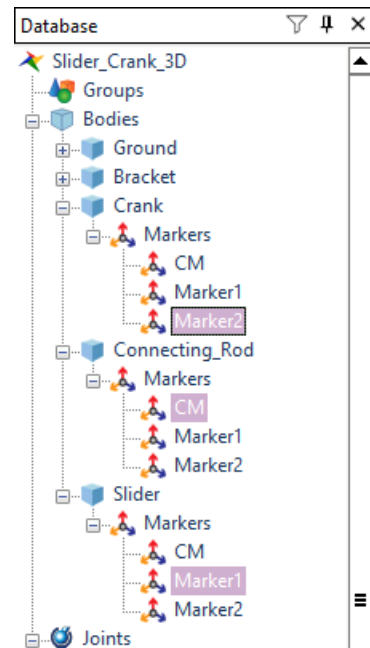 Database
Slider_Crank_3D
Groups
Bodies
Ground
Bracket
Crank
Markers
CM
Marker1
Marker2
Connecting_Rod
Markers
CM
Marker1
Marker2
Slider
Markers
CM
Marker1
Marker2
Joints